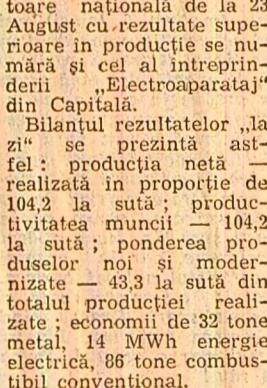 toare națională de la 23
August cu rezultate supe-
rioare în producție se nu-
mără și cel al întreprin-
derii „Electroaparataj"
din Capitală.
Bilanțul rezultatelor „la
zi" se prezintă ast-
fel : producția netă —
realizată în proporție de
104,2 la sută ; produc-
tivitatea muncii — 104,2
la sută ; ponderea pro-
duselor noi și moder-
nizate — 43,3 la sută din
totalul producției reali-
zate ; economii de 32 tone
metal, 14 MWh energie
electrică, 86 tone combus-
tibil convențional.